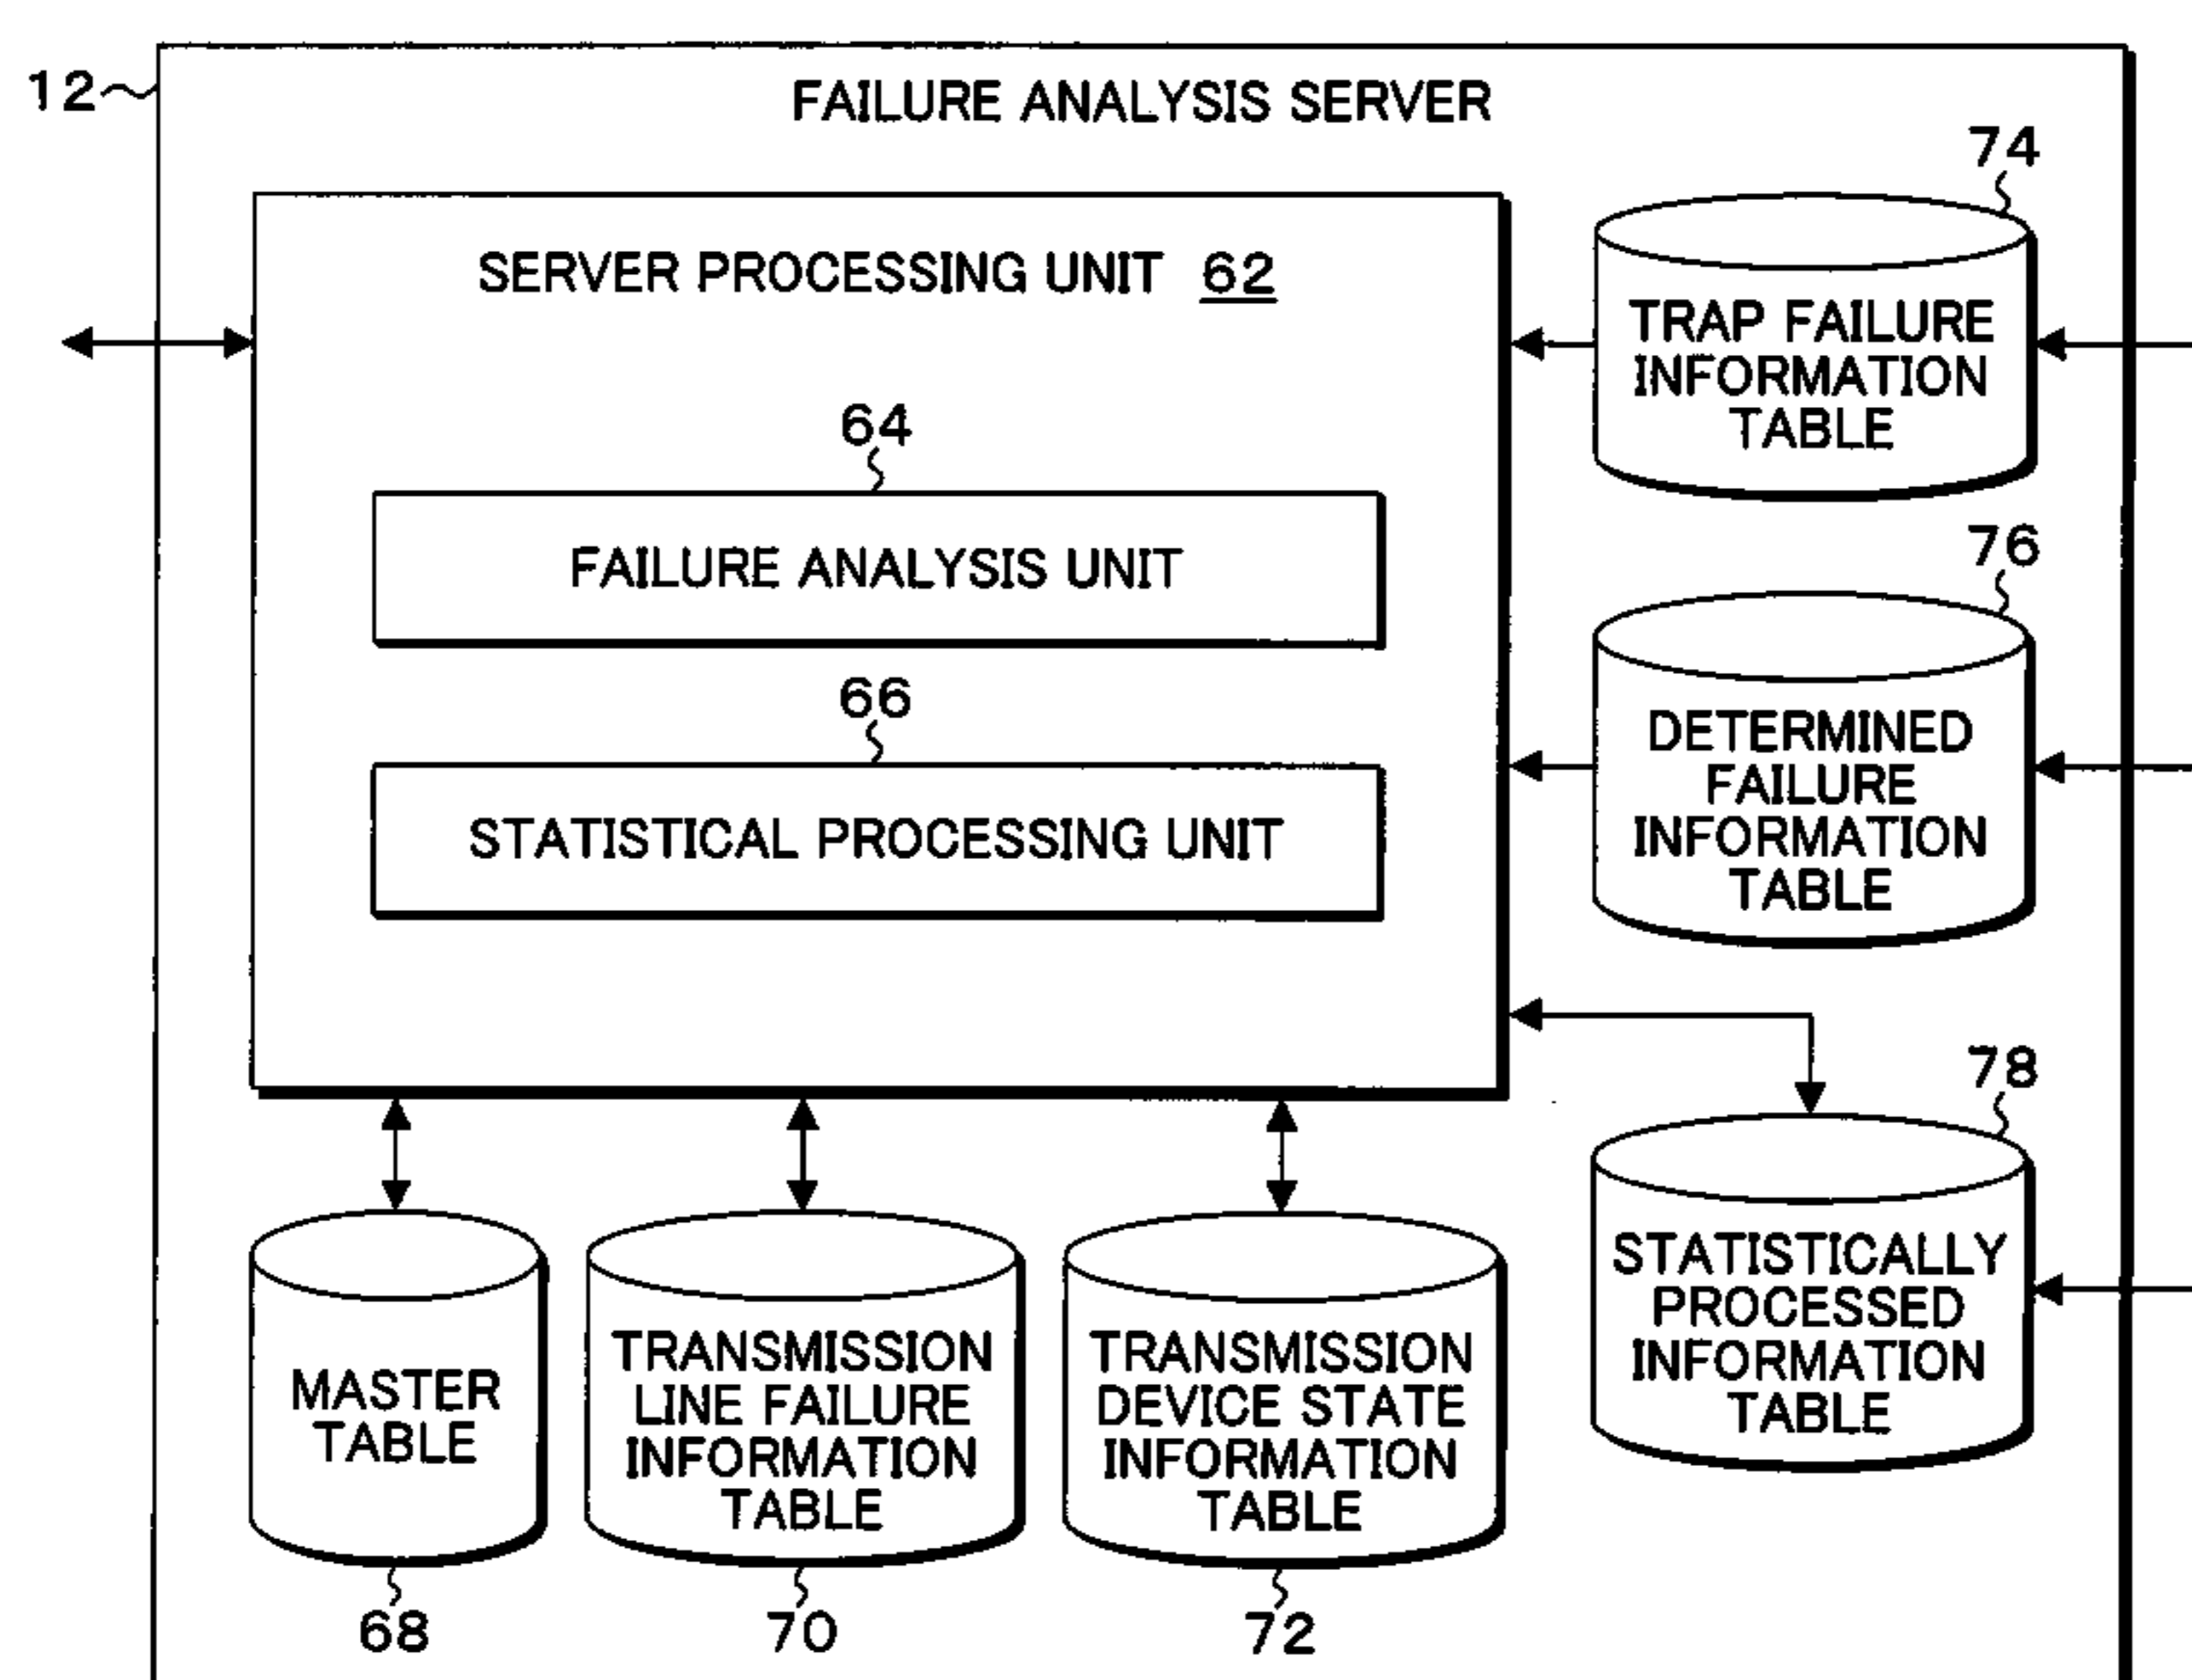 12
FAILURE ANALYSIS SERVER
74
SERVER PROCESSING UNIT 62
TRAP FAILURE
INFORMATION
TABLE
64
FAILURE ANALYSIS UNIT
76
66
DETERMINED
FAILURE
INFORMATION
TABLE
STATISTICAL PROCESSING UNIT
78
STATISTICALLY
PROCESSED
INFORMATION
TABLE
MASTER
TABLE
TRANSMISSION
LINE FAILURE
INFORMATION
TABLE
TRANSMISSION
DEVICE STATE
INFORMATION
TABLE
68
70
72